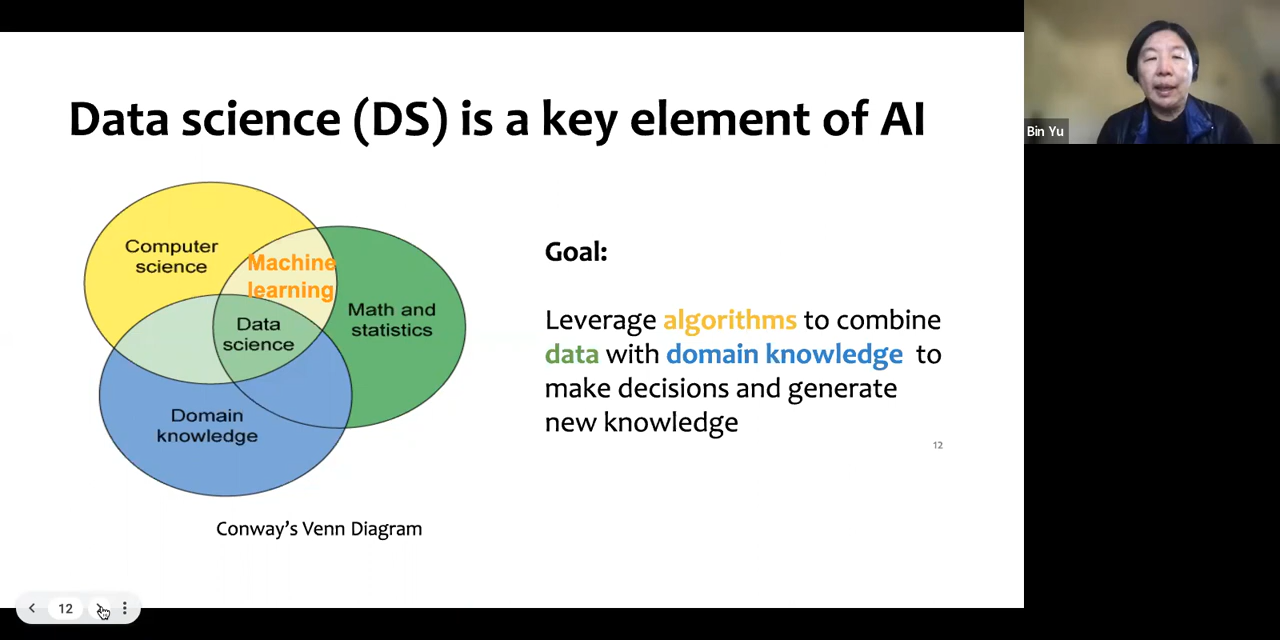 Data science (DS) is a key element of AI
Bin Yu
Computer
science
Machine
learning
Math and
statistics
Data
science
Domain
knowledge
Conway’s Venn Diagram
Goal:
Leverage algorithms to combine
data with domain knowledge to
make decisions and generate
new knowledge
12
12